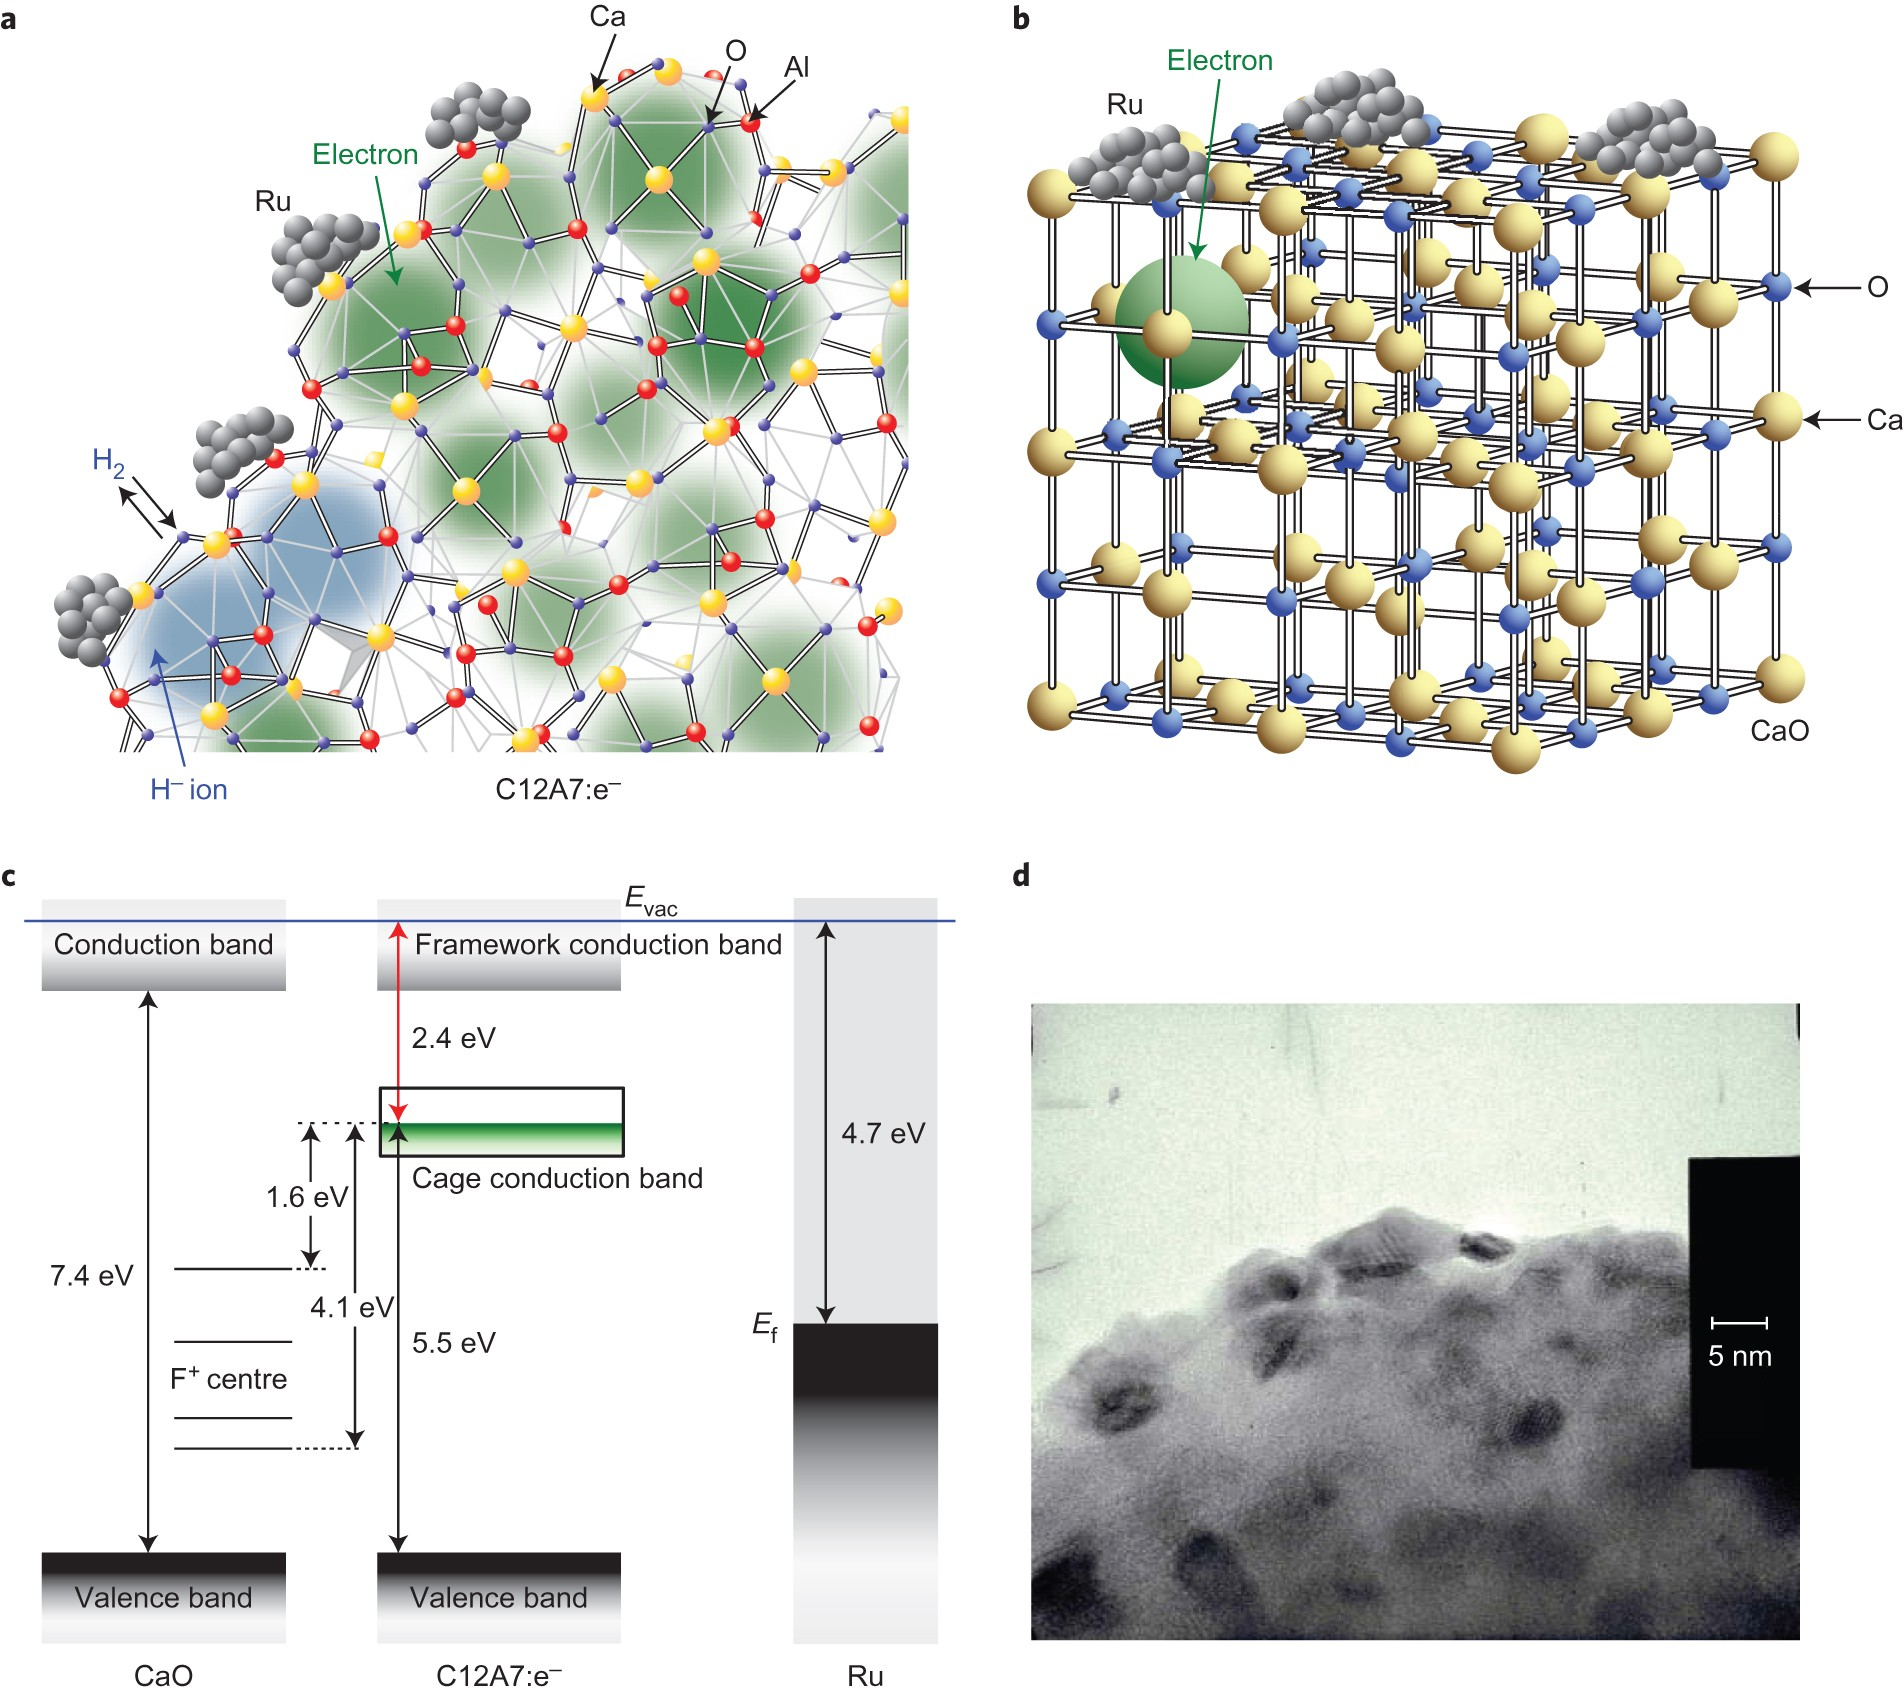 a
Ca
O
Al
Electron
Ru
H₂
H⁻ ion
C12A7:e⁻
b
Electron
Ru
O
Ca
CaO
c
E_vac
Conduction band
Framework conduction band
2.4 eV
4.7 eV
Cage conduction band
1.6 eV
7.4 eV
4.1 eV
E_f
5.5 eV
F⁺ centre
Valence band
Valence band
CaO
C12A7:e⁻
Ru
d
5 nm